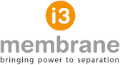 i3
membrane
bringing power to separation